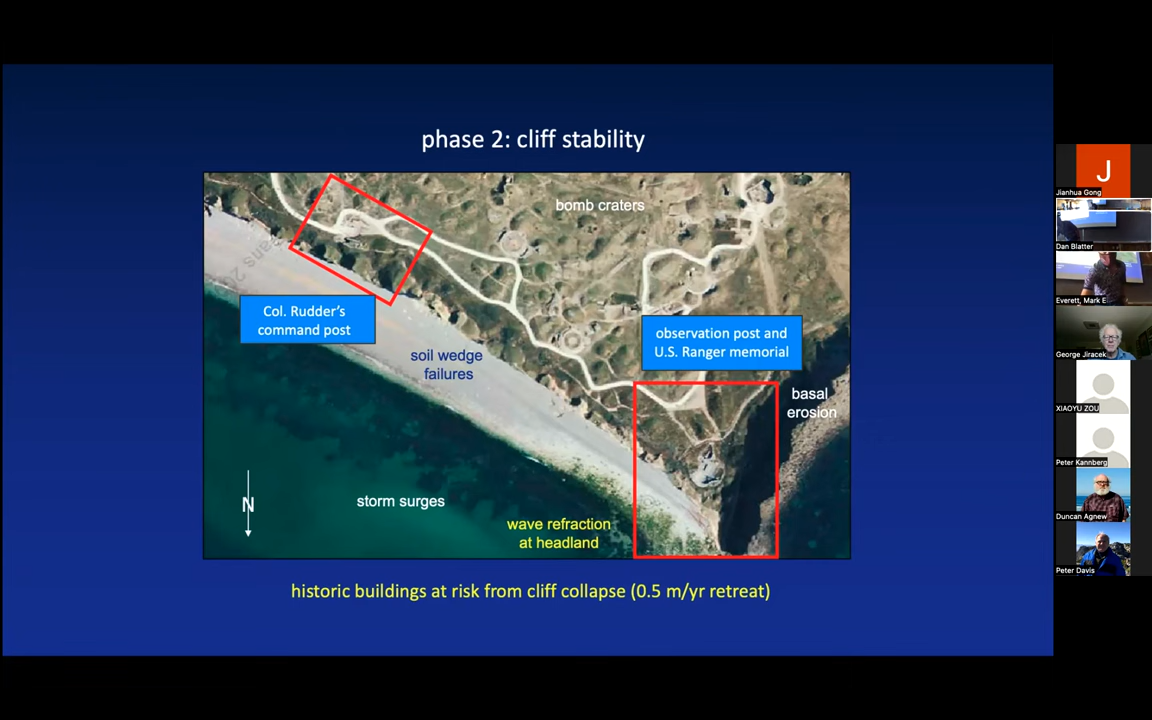 phase 2: cliff stability
bomb craters
Col. Rudder's
command post
soil wedge
failures
observation post and
U.S. Ranger memorial
basal
erosion
N
storm surges
wave refraction
at headland
historic buildings at risk from cliff collapse (0.5 m/yr retreat)
J
Jianhua Gong
Dan Blatter
Everett, Mark E
George Jiracek
XIAOYU ZOU
Peter Kannberg
Duncan Agnew
Peter Davis